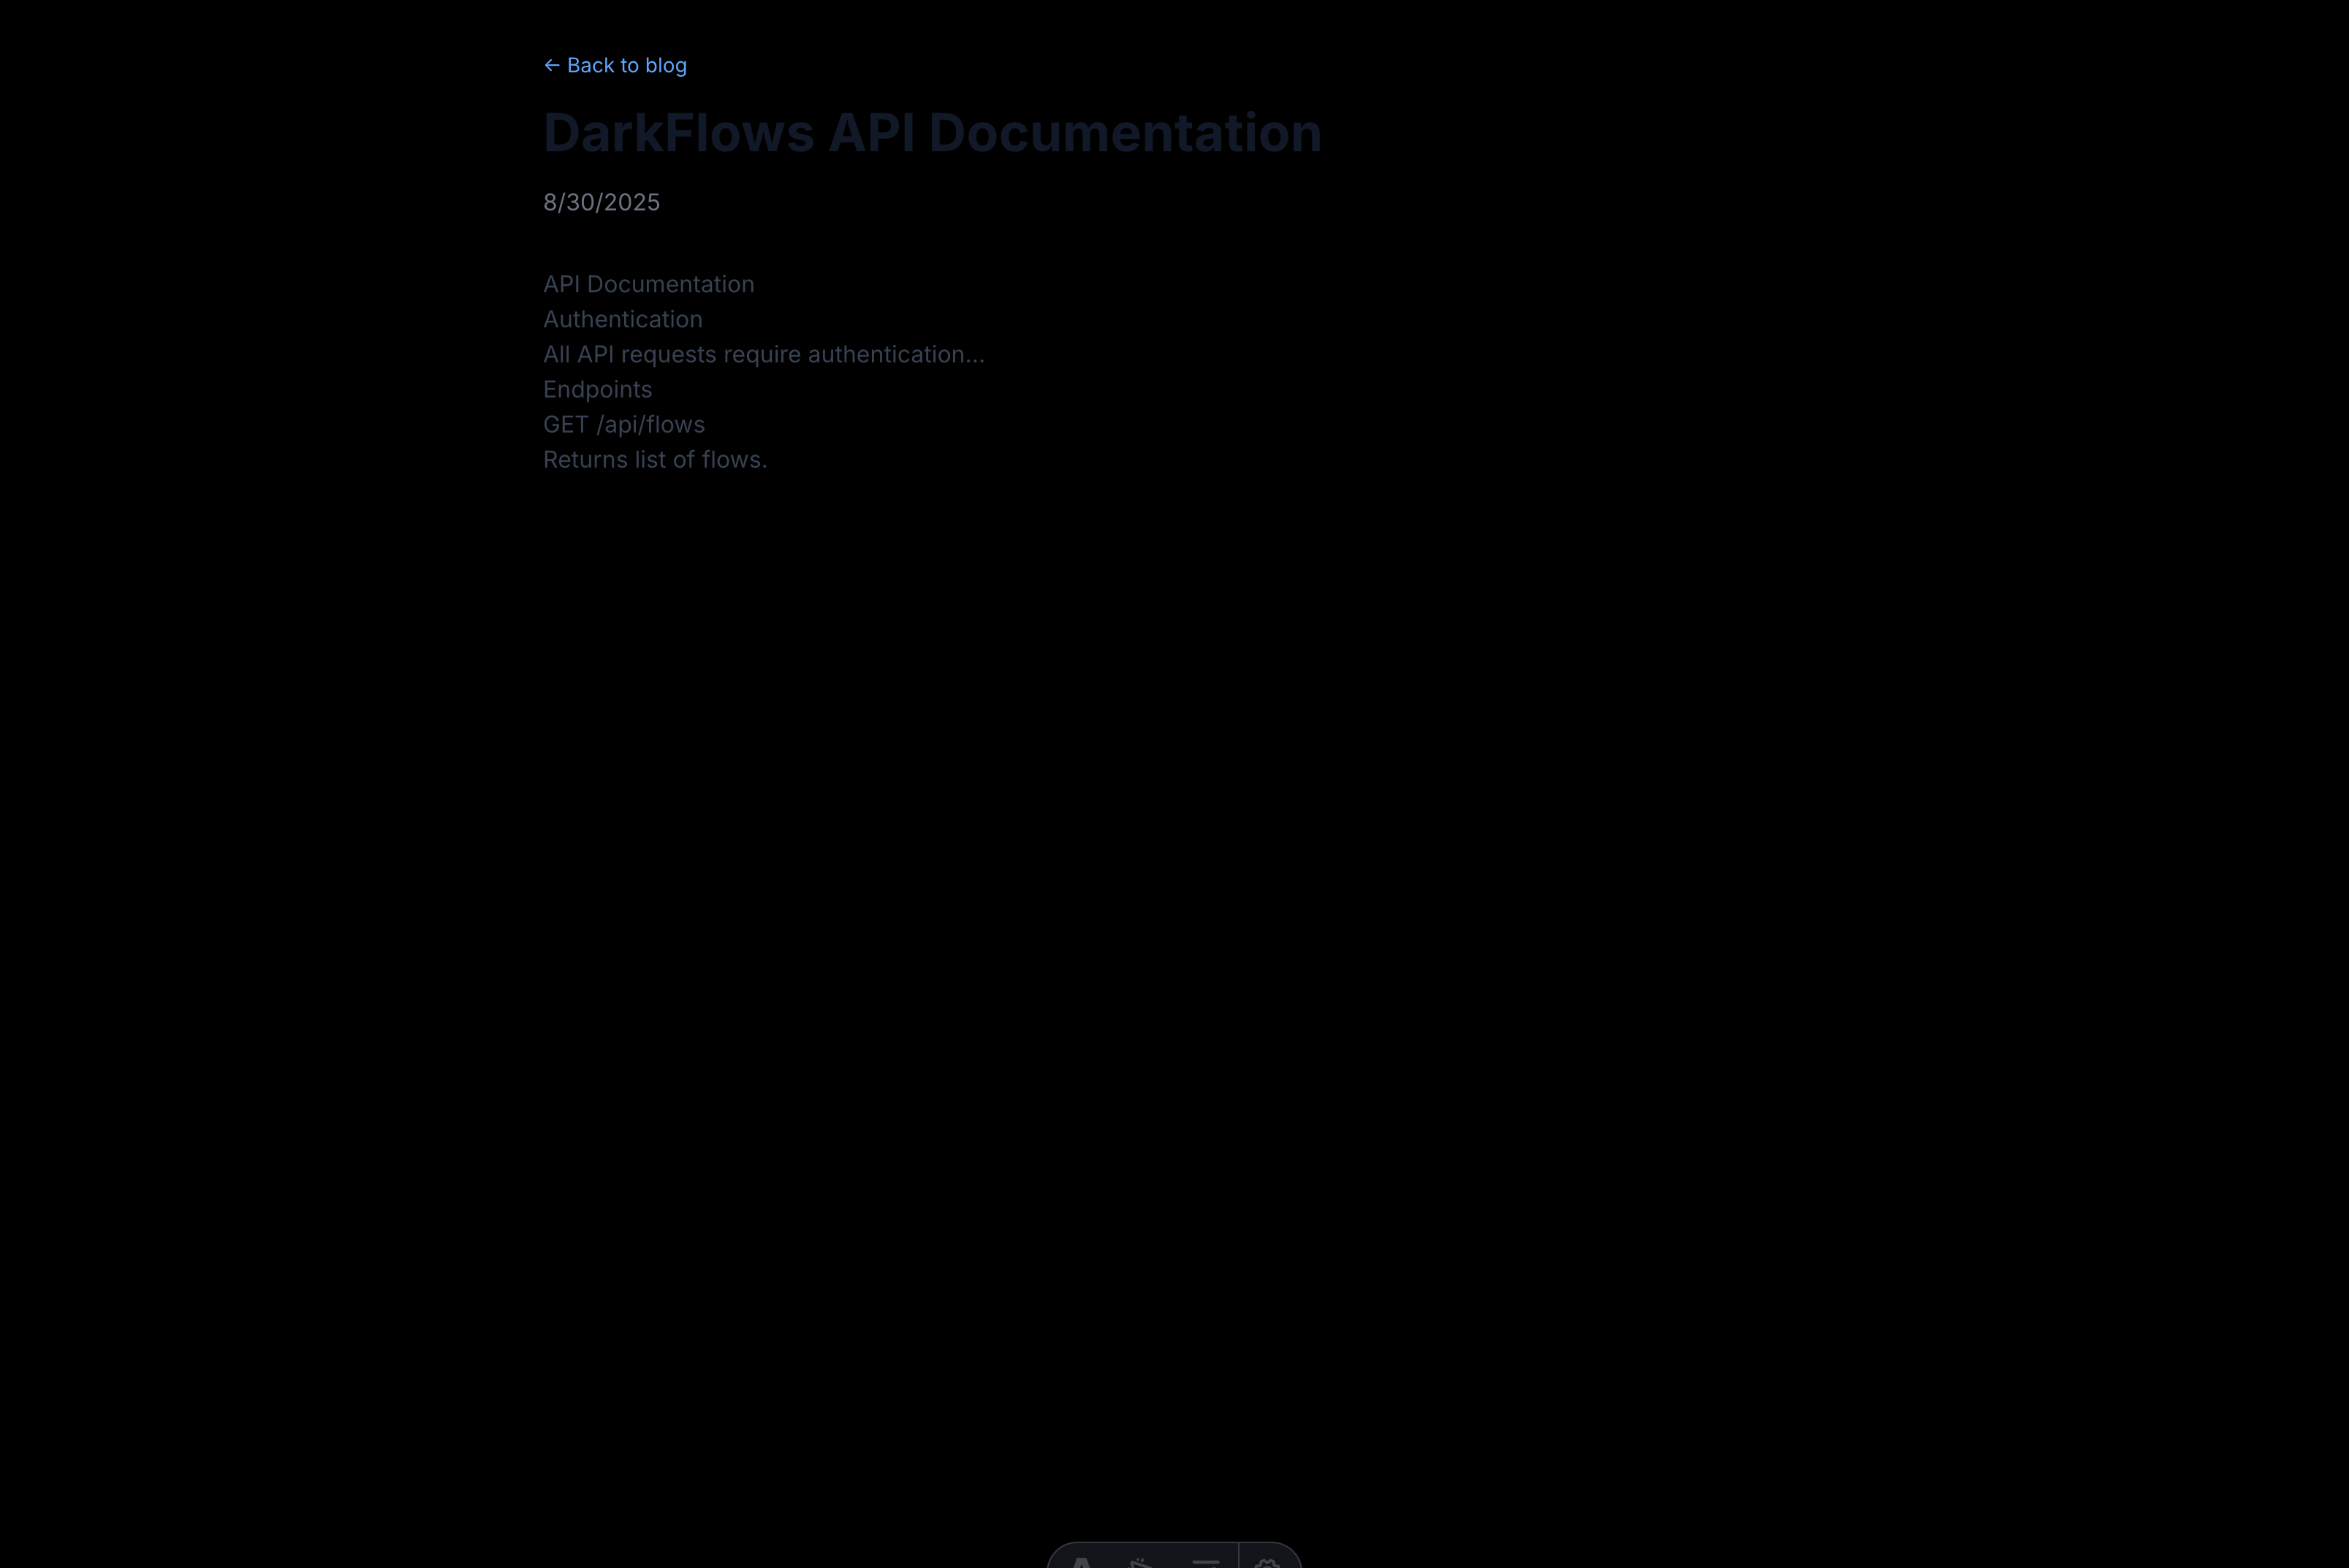 ← Back to blog
DarkFlows API Documentation
8/30/2025
API Documentation
Authentication
All API requests require authentication...
Endpoints
GET /api/flows
Returns list of flows.